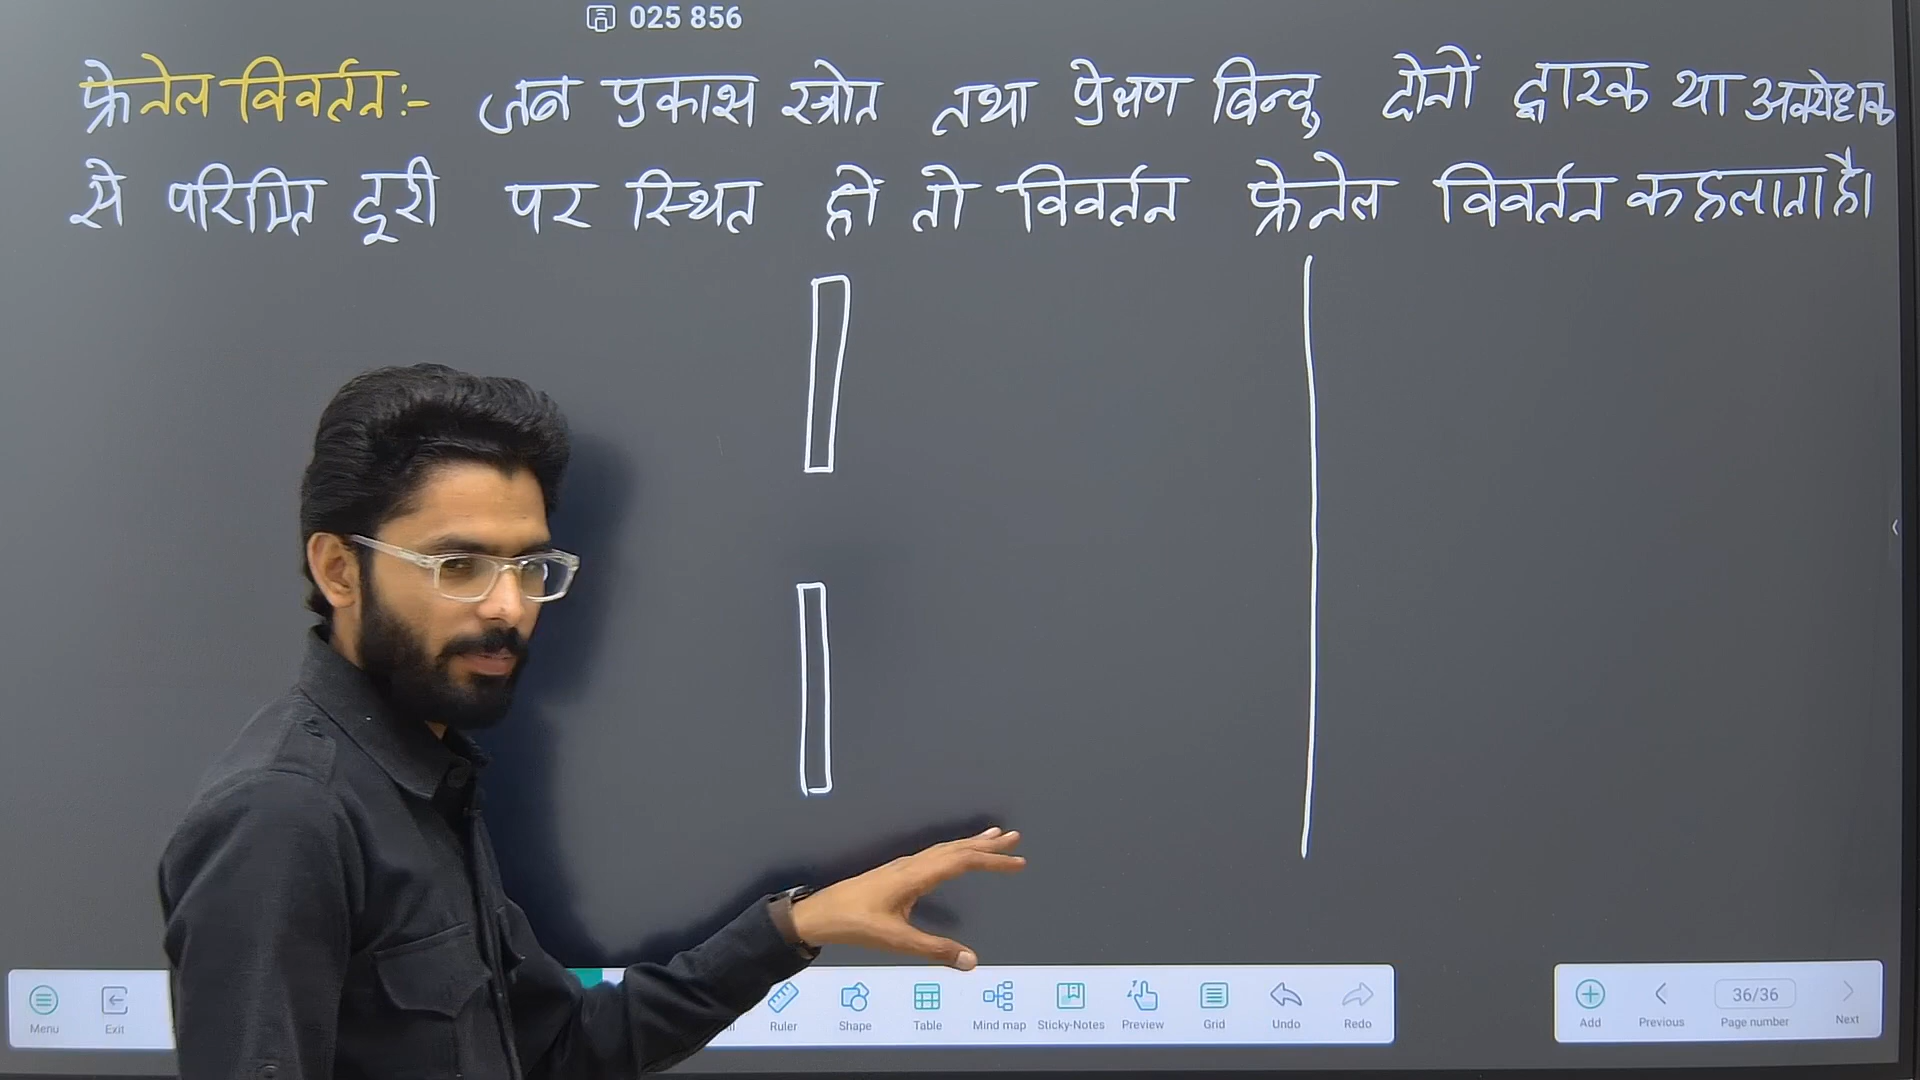 025 856
फ्रेनेल विवर्तन:- जब प्रकाश स्त्रोत तथा प्रेक्षण बिन्दु दोनों द्वारक या अवरोधक
से परिमित दूरी पर स्थित हो तो विवर्तन फ्रेनेल विवर्तन कहलाता है।
Menu Exit Ruler Shape Table Mind map Sticky-Notes Preview Grid Undo Redo Add Previous 36/36 Page number Next